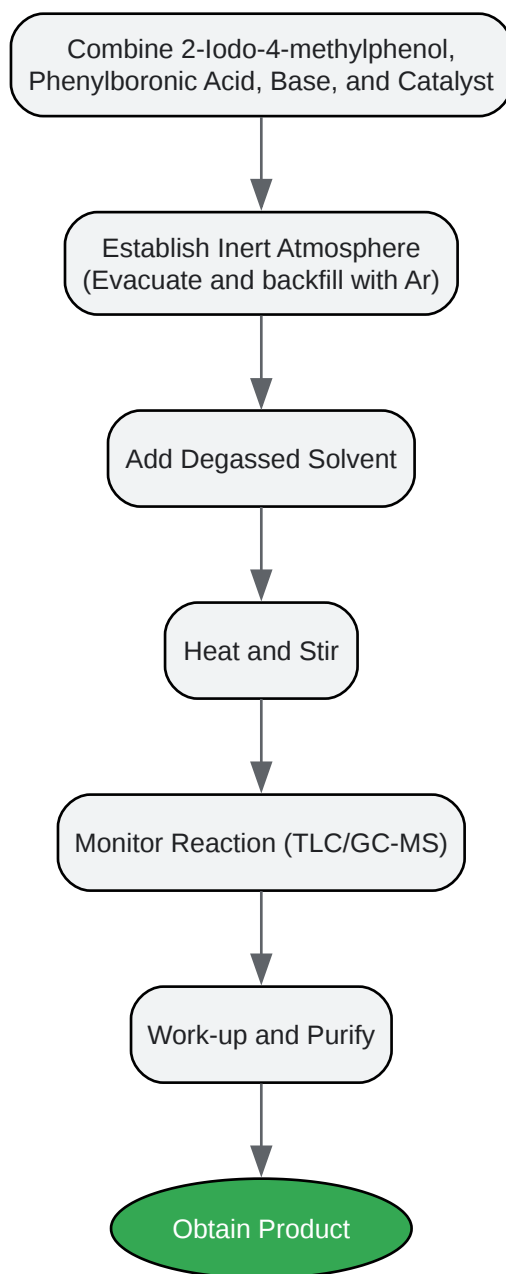 Combine 2-Iodo-4-methylphenol,
Phenylboronic Acid, Base, and Catalyst
Establish Inert Atmosphere
(Evacuate and backfill with Ar)
Add Degassed Solvent
Heat and Stir
Monitor Reaction (TLC/GC-MS)
Work-up and Purify
Obtain Product